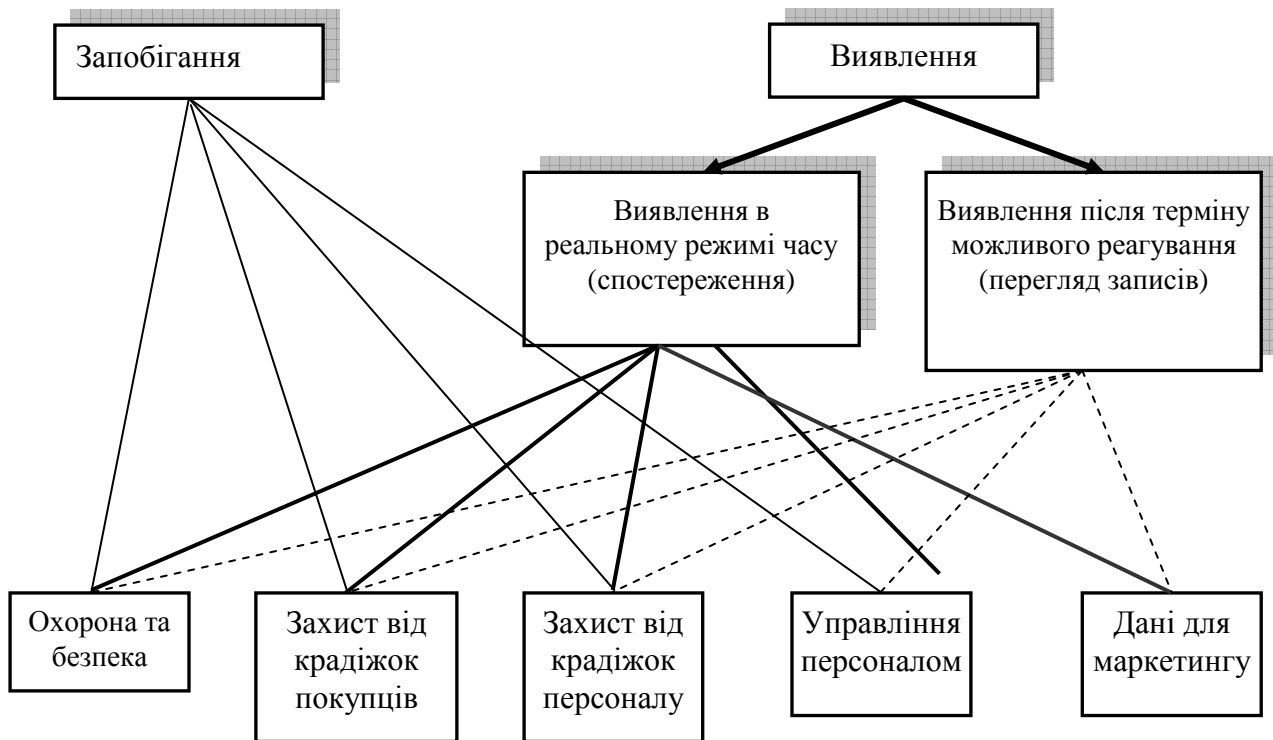 Запобігання
Виявлення
Виявлення в
реальному режимі часу
(спостереження)
Виявлення після терміну
можливого реагування
(перегляд записів)
Охорона та
безпека
Захист від
крадіжок
покупців
Захист від
крадіжок
персоналу
Управління
персоналом
Дані для
маркетингу